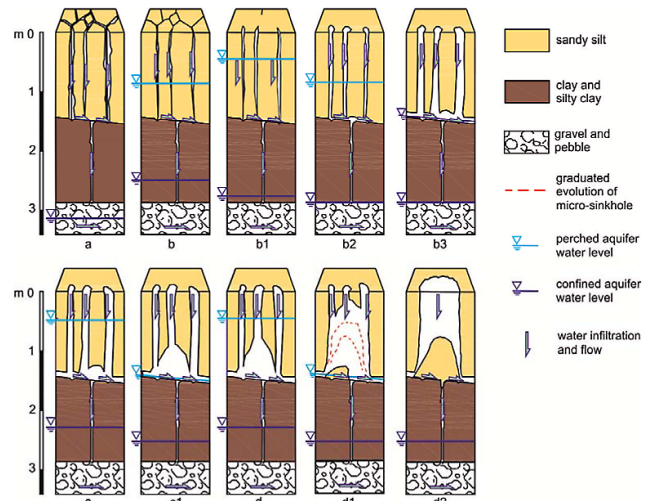 m 0
1
2
3
a
b
b1
b2
b3
m 0
1
2
3
d
d1
sandy silt
clay and
silty clay
gravel and
pebble
graduated
evolution of
micro-sinkhole
perched aquifer
water level
confined aquifer
water level
water infiltration
and flow